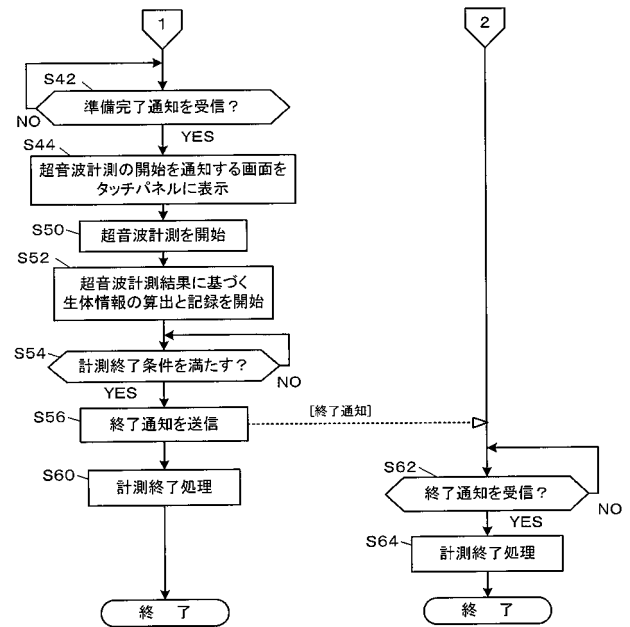 1
2
S42
準備完了通知を受信?
NO
YES
S44
超音波計測の開始を通知する画面を
タッチパネルに表示
S50
超音波計測を開始
S52
超音波計測結果に基づく
生体情報の算出と記録を開始
S54
計測終了条件を満たす?
NO
YES
S56
終了通知を送信
[終了通知]
S60
計測終了処理
S62
終了通知を受信?
NO
YES
S64
計測終了処理
終 了
終 了